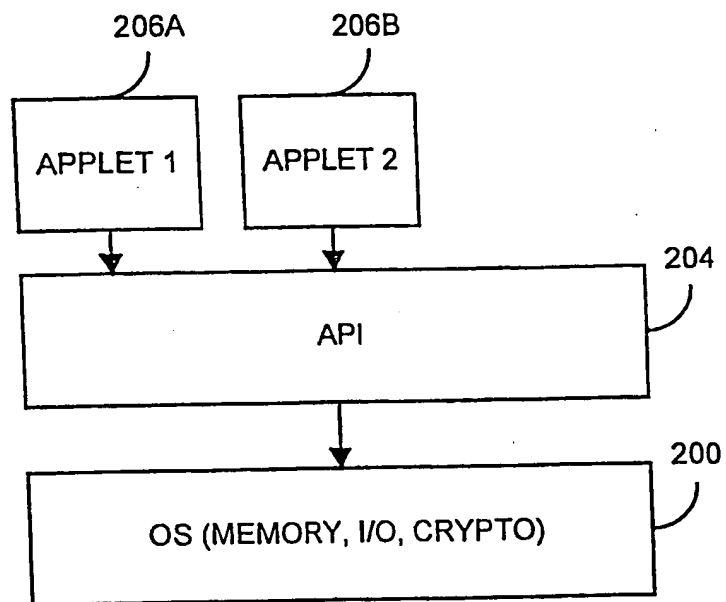 206A
206B
APPLET 1
APPLET 2
204
API
200
OS (MEMORY, I/O, CRYPTO)